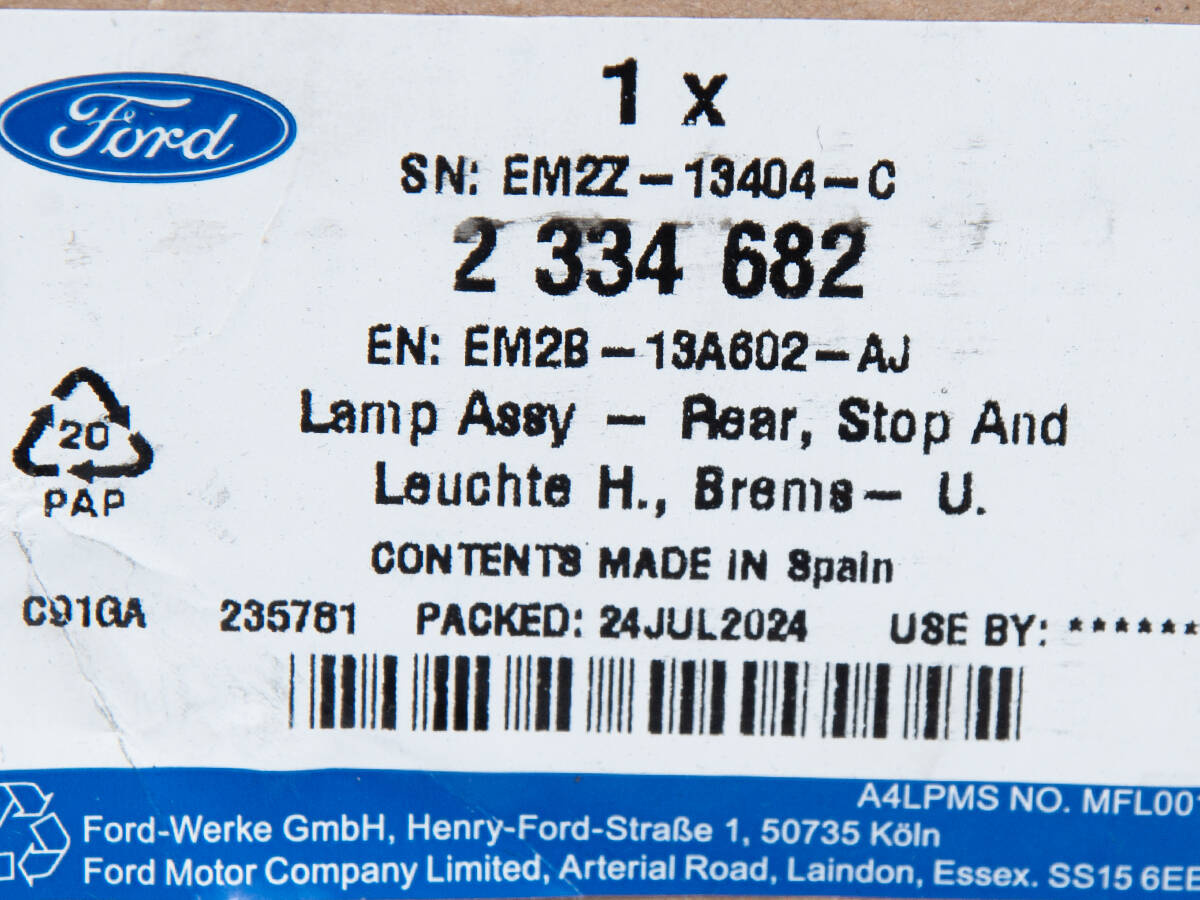 Ford
1 x
SN: EM2Z-13404-C
2 334 682
EN: EM2B-13A602-AJ
Lamp Assy - Rear, Stop And
Leuchte H., Brems- U.
20
PAP
CONTENTS MADE IN Spain
C91GA 235781 PACKED: 24JUL2024 USE BY: ******
A4LPMS NO. MFL00
Ford-Werke GmbH, Henry-Ford-Straße 1, 50735 Köln
Ford Motor Company Limited, Arterial Road, Laindon, Essex. SS15 6EE